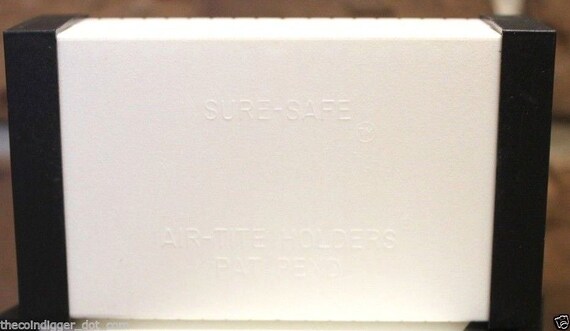 SURE-SAFE
©
AIR-TITE HOLDERS
PAT. PEND.
thecoindigger_dot_com